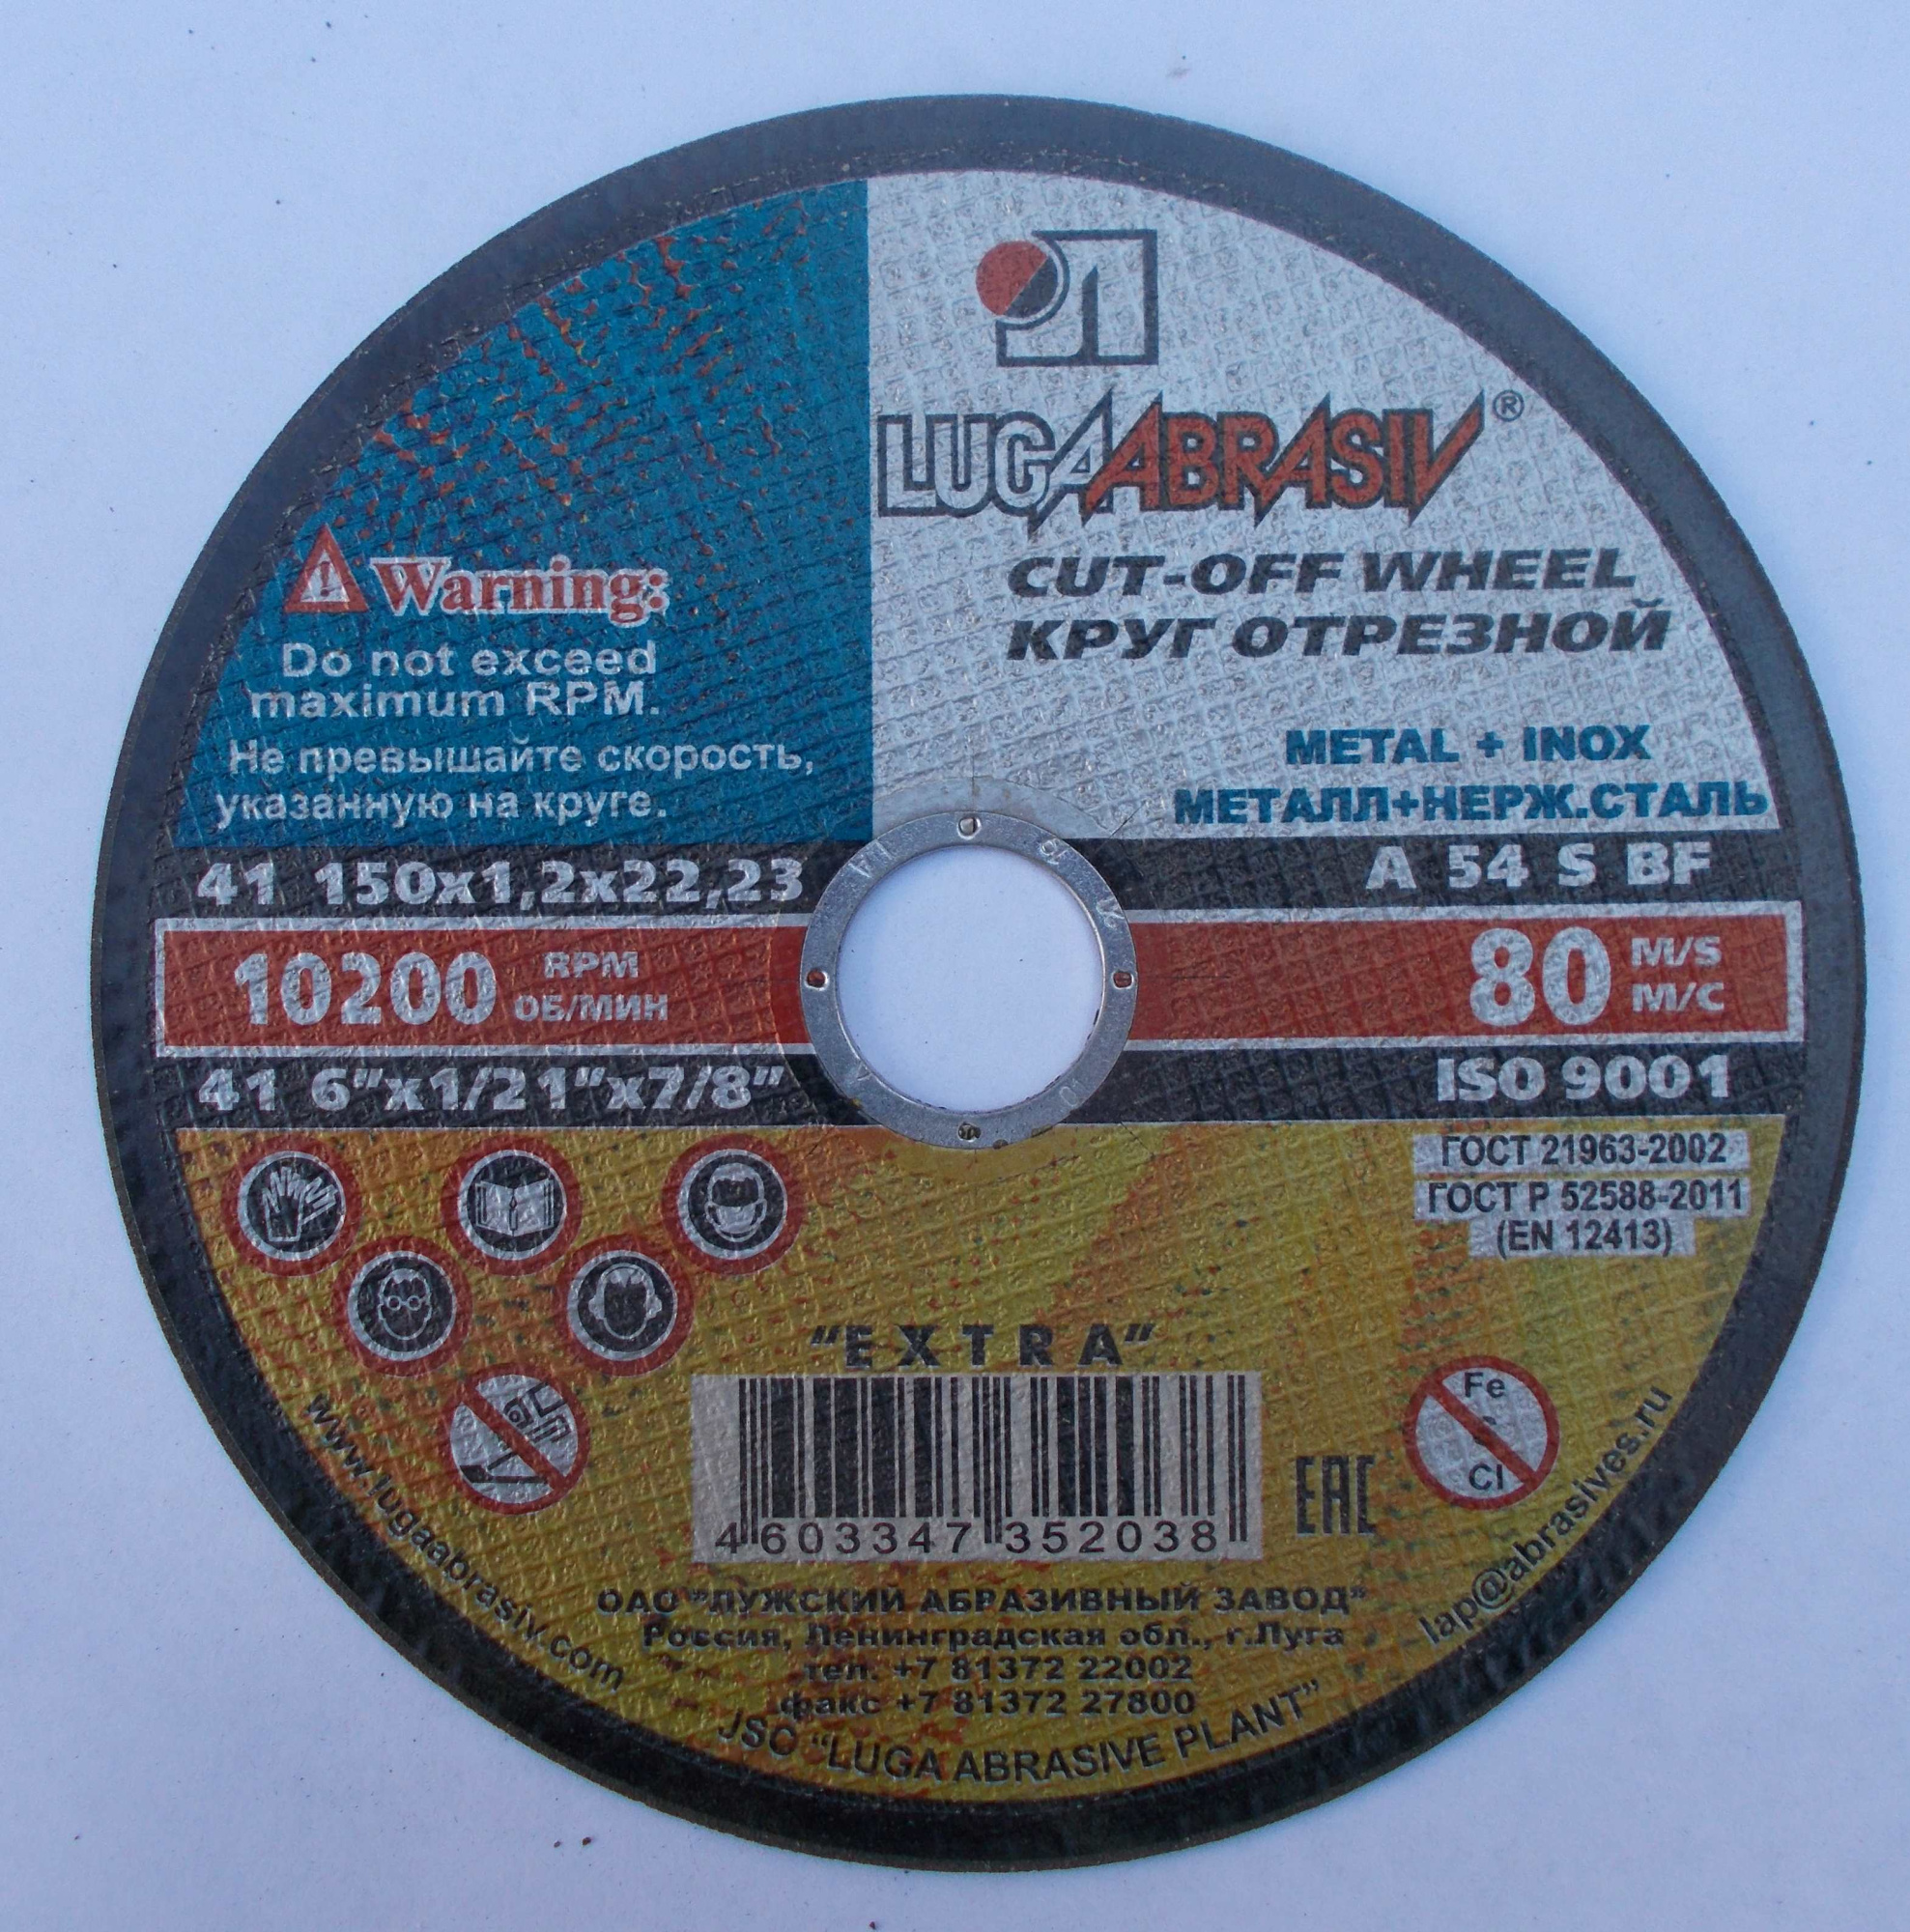 Л
LUGAABRASIV®
CUT-OFF WHEEL
КРУГ ОТРЕЗНОЙ
METAL + INOX
МЕТАЛЛ+НЕРЖ.СТАЛЬ
Warning:
Do not exceed
maximum RPM.
Не превышайте скорость,
указанную на круге.
41 150x1,2x22,23
A 54 S BF
10200 RPM
ОБ/МИН
80 M/S
М/С
41 6"x1/21"x7/8"
ISO 9001
ГОСТ 21963-2002
ГОСТ Р 52588-2011
(EN 12413)
"EXTRA"
4 603347 352038
EAC
Fe
S
Cl
www.lugaabrasiv.com
lap@abrasives.ru
ОАО "ЛУЖСКИЙ АБРАЗИВНЫЙ ЗАВОД"
Россия, Ленинградская обл., г.Луга
тел. +7 81372 22002
факс +7 81372 27800
JSC "LUGA ABRASIVE PLANT"